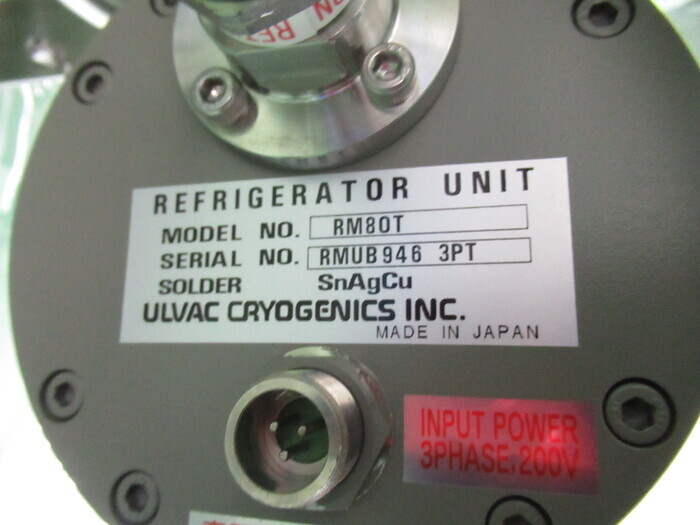 REFRIGERATOR UNIT
MODEL NO. RM80T
SERIAL NO. RMUB946 3PT
SOLDER SnAgCu
ULVAC CRYOGENICS INC.
MADE IN JAPAN
INPUT POWER
3PHASE,200V